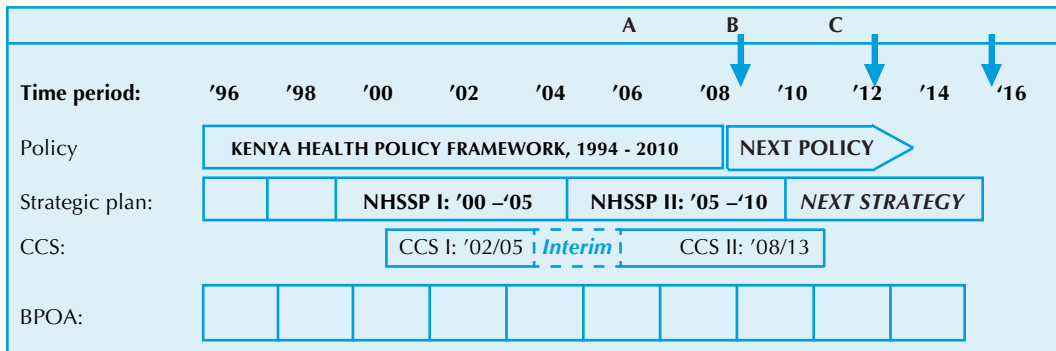 A B C
Time period: ’96 ’98 ’00 ’02 ’04 ’06 ’08 ’10 ’12 ’14 ‘16
Policy KENYA HEALTH POLICY FRAMEWORK, 1994 - 2010 NEXT POLICY
Strategic plan: NHSSP I: ’00 –‘05 NHSSP II: ’05 –‘10 NEXT STRATEGY
CCS: CCS I: ’02/05 Interim CCS II: ’08/13
BPOA: